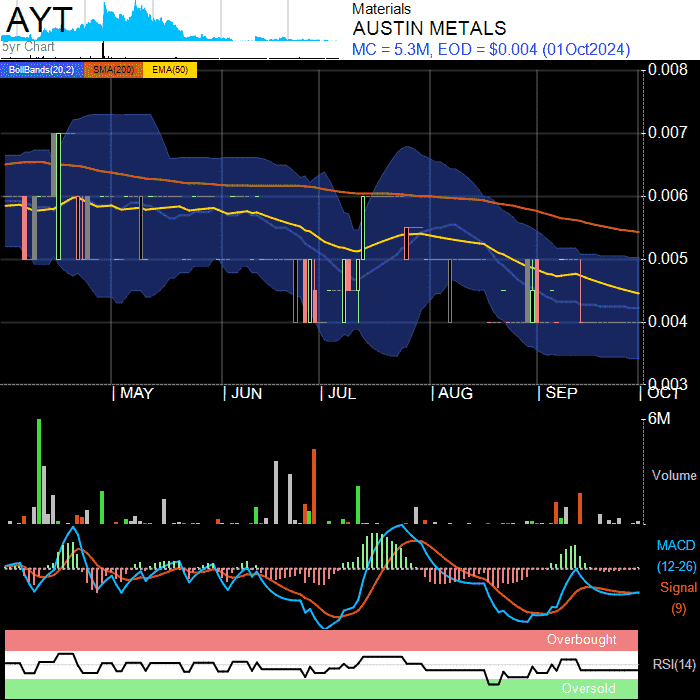 AYT
5yr Chart
Materials
AUSTIN METALS
MC = 5.3M, EOD = $0.004 (01Oct2024)
BollBands(20,2) SMA(200) EMA(50)
0.008
0.007
0.006
0.005
0.004
0.003
MAY JUN JUL AUG SEP OCT
6M
Volume
MACD
(12-26)
Signal
(9)
Overbought
RSI(14)
Oversold